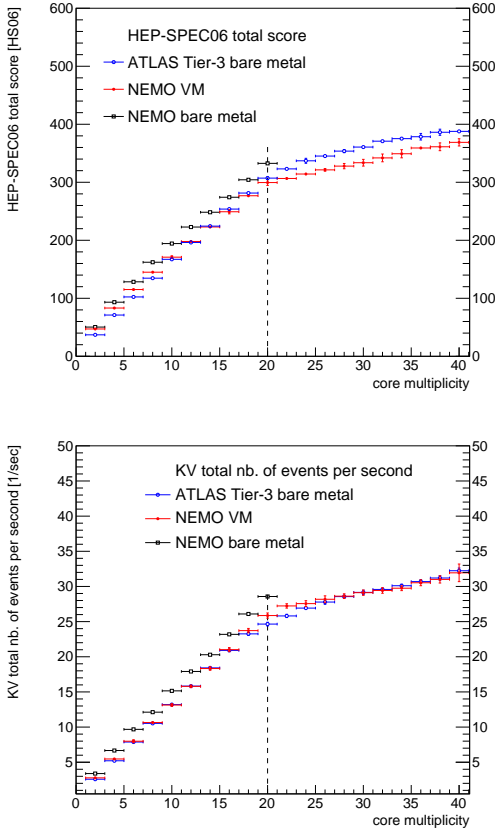 HEP-SPEC06 total score [HS06]
600
500
400
300
200
100
0
HEP-SPEC06 total score
ATLAS Tier-3 bare metal
NEMO VM
NEMO bare metal
600
500
400
300
200
100
0
0 5 10 15 20 25 30 35 40
core multiplicity
KV total nb. of events per second [1/sec]
50
45
40
35
30
25
20
15
10
5
KV total nb. of events per second
ATLAS Tier-3 bare metal
NEMO VM
NEMO bare metal
50
45
40
35
30
25
20
15
10
5
0 5 10 15 20 25 30 35 40
core multiplicity